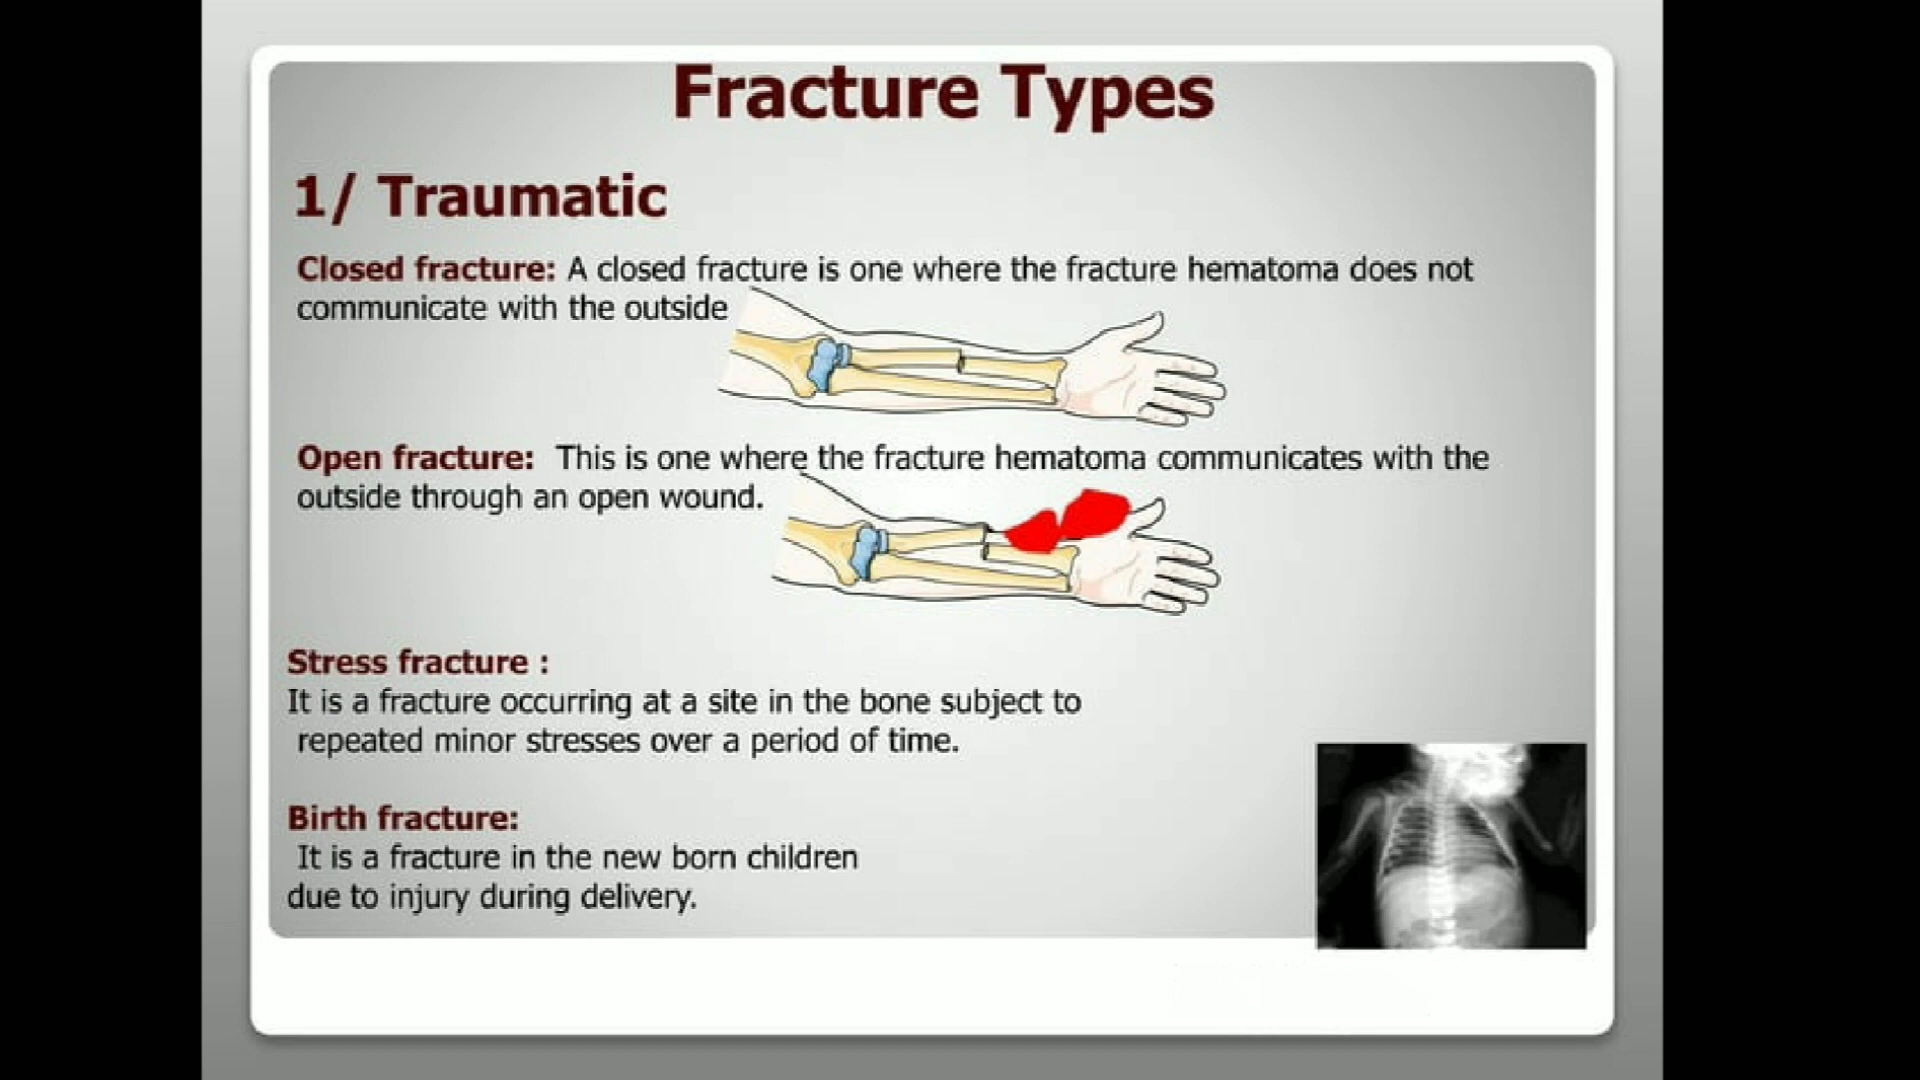 Fracture Types
1/ Traumatic
Closed fracture: A closed fracture is one where the fracture hematoma does not
communicate with the outside
Open fracture: This is one where the fracture hematoma communicates with the
outside through an open wound.
Stress fracture :
It is a fracture occurring at a site in the bone subject to
repeated minor stresses over a period of time.
Birth fracture:
It is a fracture in the new born children
due to injury during delivery.